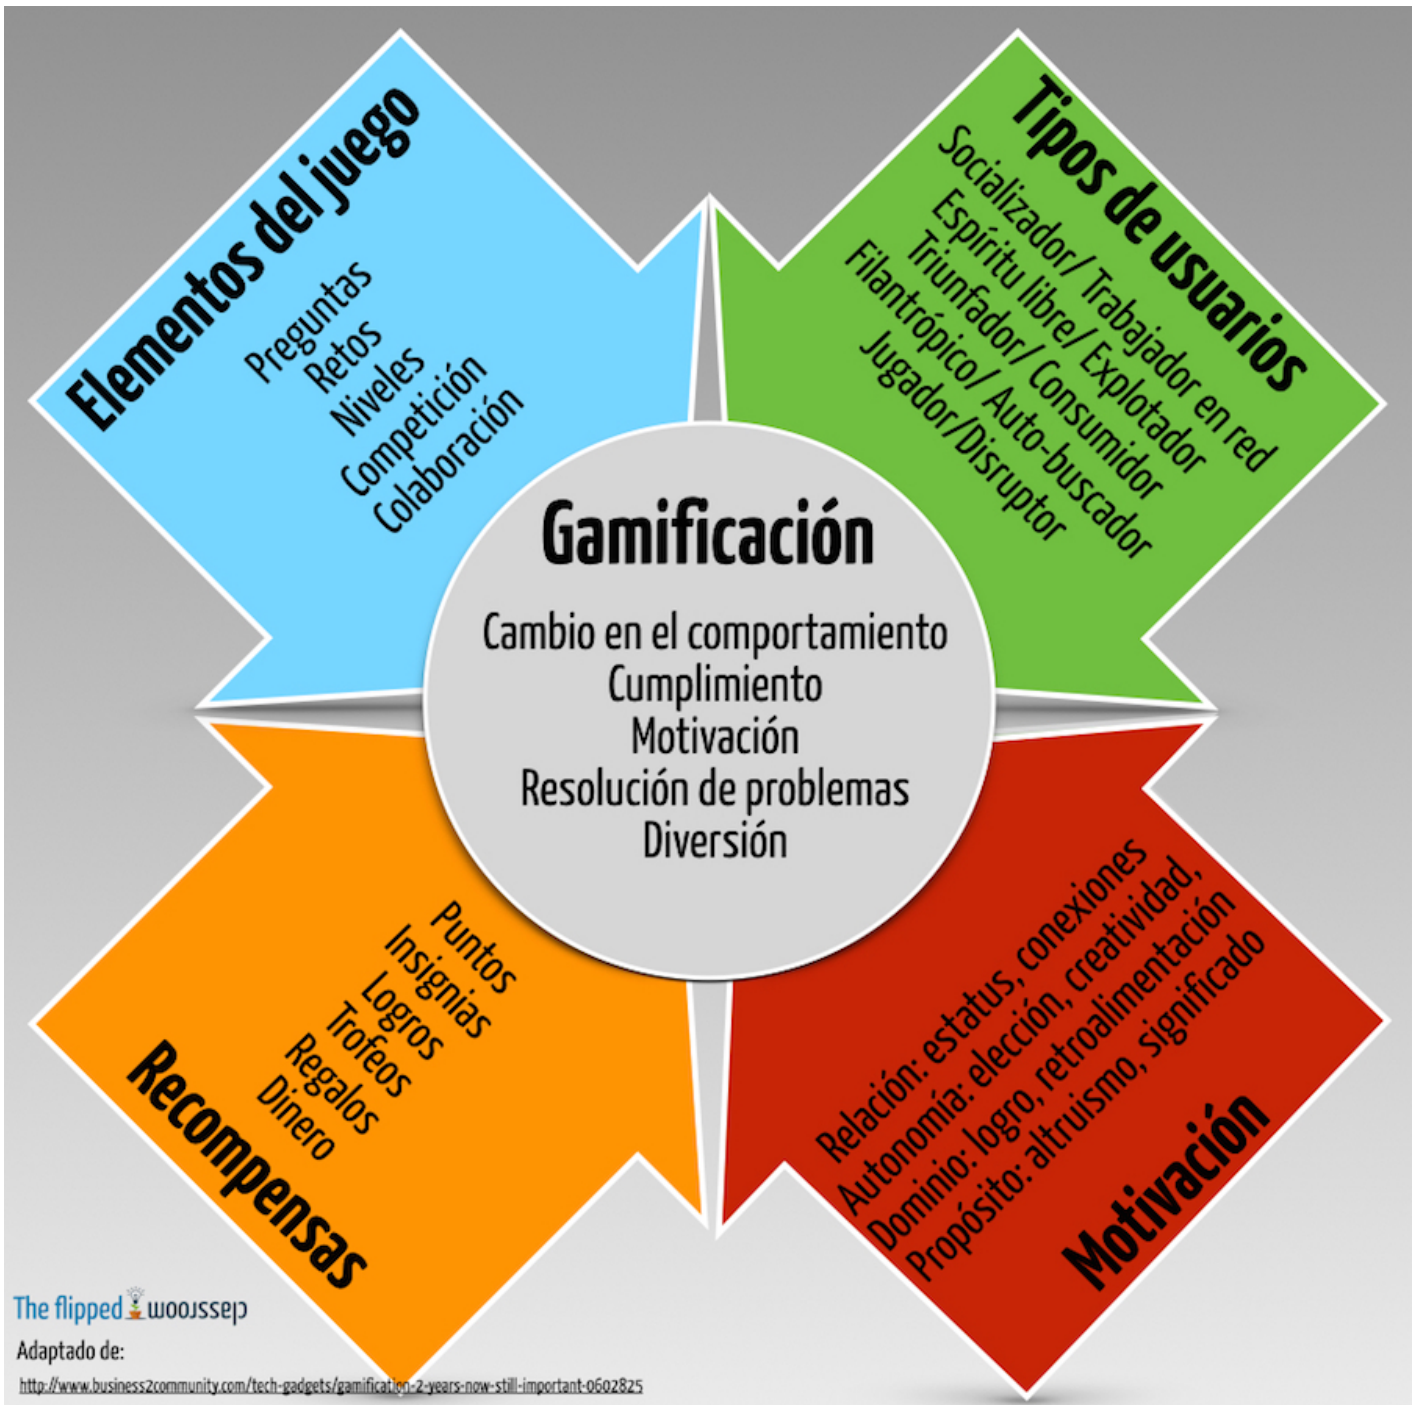 Elementos del juego
Preguntas
Retos
Niveles
Competición
Colaboración
Tipos de usuarios
Socializador/ Trabajador en red
Espíritu libre/ Explotador
Triunfador/ Consumidor
Filantrópico/ Auto-buscador
Jugador/Disruptor
Gamificación
Cambio en el comportamiento
Cumplimiento
Motivación
Resolución de problemas
Diversión
Puntos
Insignias
Logros
Trofeos
Regalos
Dinero
Recompensas
Relación: estatus, conexiones
Autonomía: elección, creatividad,
Dominio: logro, retroalimentación
Propósito: altruismo, significado
Motivación
The flipped classroom
Adaptado de:
http://www.business2community.com/tech-gadgets/gamification-2-years-now-still-important-0602825